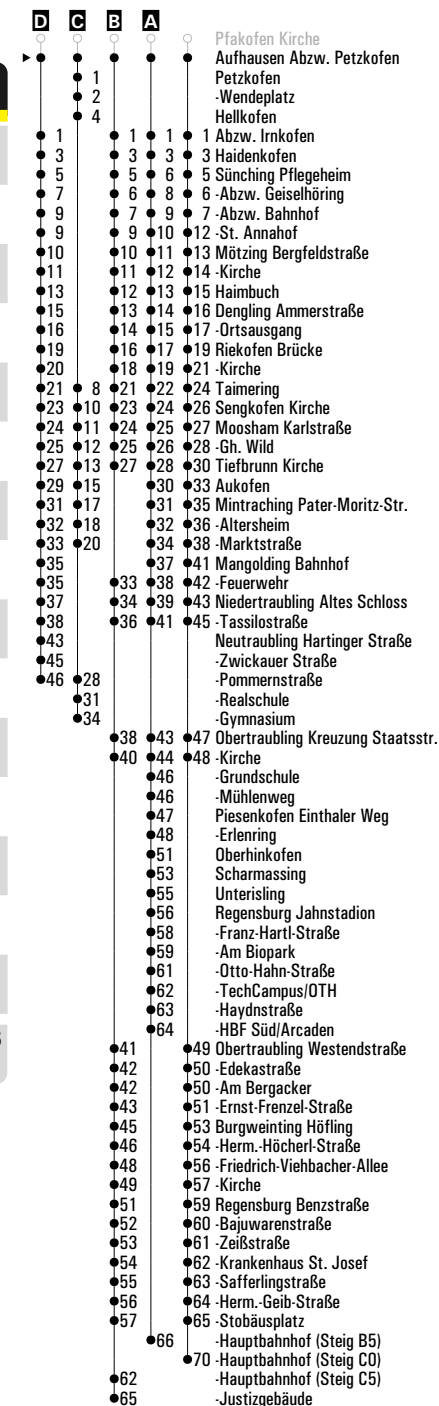 D C B A
Pfakofen Kirche
Aufhausen Abzw. Petzkofen
1 Petzkofen
2 -Wendeplatz
4 Hellkofen
1 1 1 1 Abzw. Irnkofen
3 3 3 3 Haidenkofen
5 5 6 5 Sünching Pflegeheim
7 6 8 6 -Abzw. Geiselhöring
9 7 9 7 -Abzw. Bahnhof
9 9 10 12 -St. Annahof
10 10 11 13 Mötzing Bergfeldstraße
11 11 12 14 -Kirche
13 12 13 15 Haimbuch
15 13 14 16 Dengling Ammerstraße
16 14 15 17 -Ortsausgang
19 16 17 19 Riekofen Brücke
20 18 19 21 -Kirche
21 8 21 22 24 Taimering
23 10 23 24 26 Sengkofen Kirche
24 11 24 25 27 Moosham Karlstraße
25 12 25 26 28 -Gh. Wild
27 13 27 28 30 Tiefbrunn Kirche
29 15 30 33 Aukofen
31 17 31 35 Mintraching Pater-Moritz-Str.
32 18 32 36 -Altersheim
33 20 34 38 -Marktstraße
35 37 41 Mangolding Bahnhof
35 33 38 42 -Feuerwehr
37 34 39 43 Niedertraubling Altes Schloss
38 36 41 45 -Tassilostraße
43 Neutraubling Hartinger Straße
45 -Zwickauer Straße
46 28 -Pommernstraße
31 -Realschule
34 -Gymnasium
38 43 47 Obertraubling Kreuzung Staatsstr.
40 44 48 -Kirche
46 -Grundschule
46 -Mühlenweg
47 Piesenkofen Einthaler Weg
48 -Erlenring
51 Oberhinkofen
53 Scharmassing
55 Unterisling
56 Regensburg Jahnstadion
58 -Franz-Hartl-Straße
59 -Am Biopark
61 -Otto-Hahn-Straße
62 -TechCampus/OTH
63 -Haydnstraße
64 -HBF Süd/Arcaden
41 49 Obertraubling Westendstraße
42 50 -Edekastraße
42 50 -Am Bergacker
43 51 -Ernst-Frenzel-Straße
45 53 Burgweinting Höfling
46 54 -Herm.-Höcherl-Straße
48 56 -Friedrich-Viehbacher-Allee
49 57 -Kirche
51 59 Regensburg Benzstraße
52 60 -Bajuwarenstraße
53 61 -Zeißstraße
54 62 -Krankenhaus St. Josef
55 63 -Safferlingstraße
56 64 -Herm.-Geib-Straße
57 65 -Stobäusplatz
66 -Hauptbahnhof (Steig B5)
70 -Hauptbahnhof (Steig C0)
62 -Hauptbahnhof (Steig C5)
65 -Justizgebäude